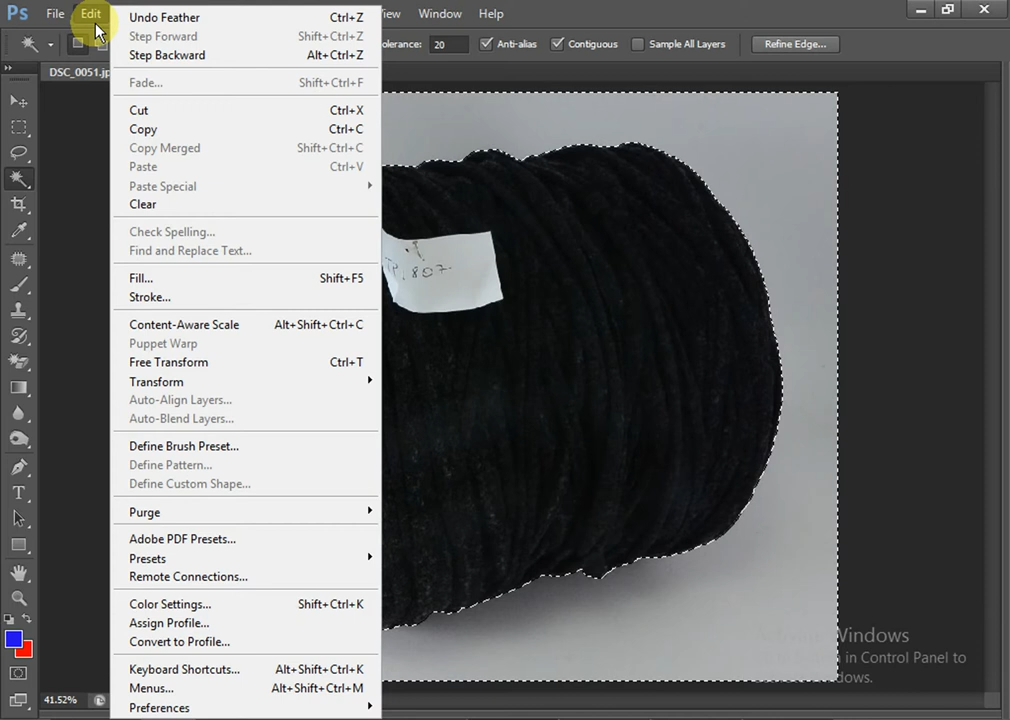 Ps File Edit View Window Help
Tolerance: 20 Anti-alias Contiguous Sample All Layers Refine Edge...
DSC_0051.jp
Undo Feather Ctrl+Z
Step Forward Shift+Ctrl+Z
Step Backward Alt+Ctrl+Z
Fade... Shift+Ctrl+F
Cut Ctrl+X
Copy Ctrl+C
Copy Merged Shift+Ctrl+C
Paste Ctrl+V
Paste Special
Clear
Check Spelling...
Find and Replace Text...
Fill... Shift+F5
Stroke...
Content-Aware Scale Alt+Shift+Ctrl+C
Puppet Warp
Free Transform Ctrl+T
Transform
Auto-Align Layers...
Auto-Blend Layers...
Define Brush Preset...
Define Pattern...
Define Custom Shape...
Purge
Adobe PDF Presets...
Presets
Remote Connections...
Color Settings... Shift+Ctrl+K
Assign Profile...
Convert to Profile...
Keyboard Shortcuts... Alt+Shift+Ctrl+K
Menus... Alt+Shift+Ctrl+M
Preferences
807
Windows
in Control Panel to
41.52%